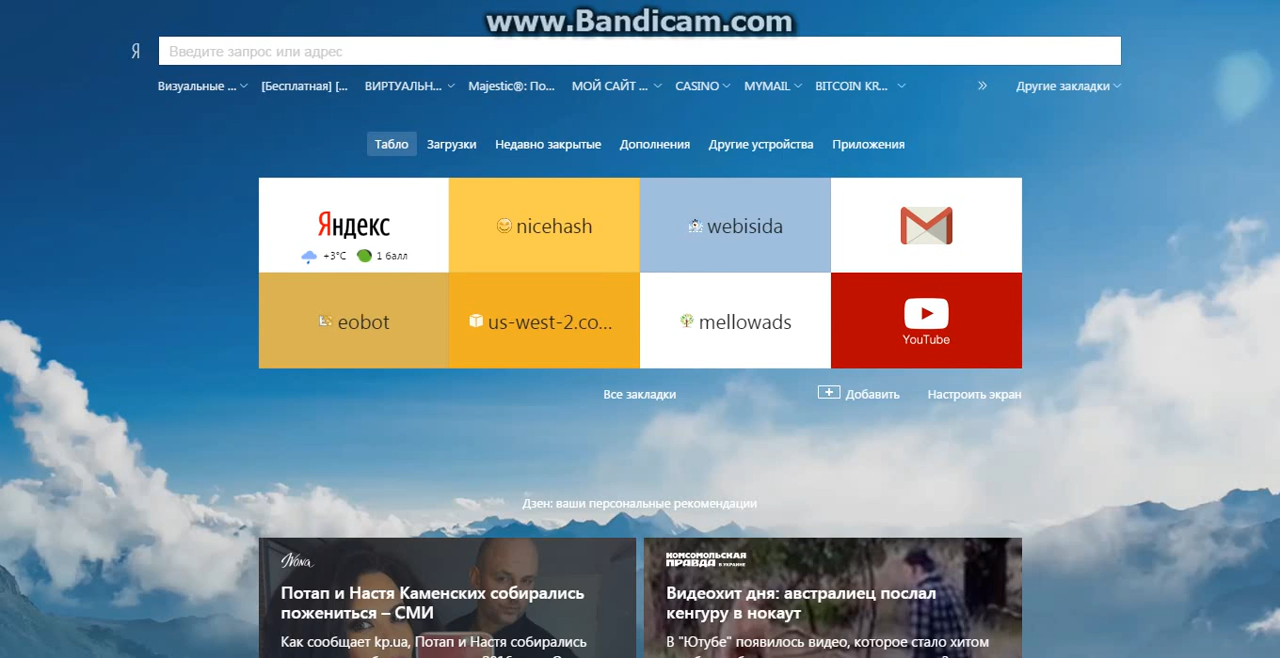 www.Bandicam.com
Я
Введите запрос или адрес
Визуальные ...
[Бесплатная] [...
ВИРТУАЛЬН...
Majestic®: По...
МОЙ САЙТ ...
CASINO
MYMAIL
BITCOIN KR...
Другие закладки
Табло
Загрузки
Недавно закрытые
Дополнения
Другие устройства
Приложения
Яндекс
+3°C
1 балл
nicehash
webisida
eobot
us-west-2.co...
mellowads
YouTube
Все закладки
Добавить
Настроить экран
Дзен: ваши персональные рекомендации
Nona
Потап и Настя Каменских собирались
пожениться – СМИ
Как сообщает kp.ua, Потап и Настя собирались
КОМСОМОЛЬСКАЯ
ПРАВДА В УКРАИНЕ
Видеохит дня: австралиец послал
кенгуру в нокаут
В "Ютубе" появилось видео, которое стало хитом